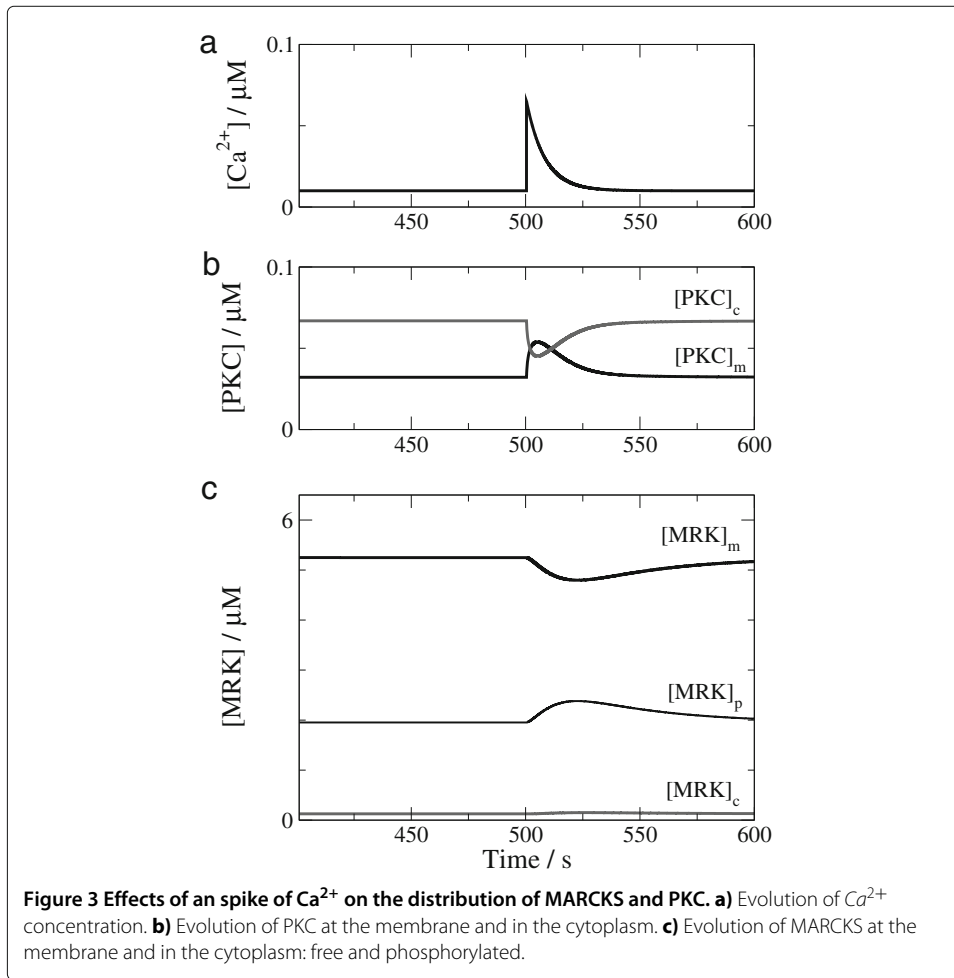 a
0.1
[Ca²⁺] / µM
0
450 500 550 600
b
0.1
[PKC]c
[PKC] / µM
[PKC]m
0
450 500 550 600
c
6
[MRK]m
[MRK] / µM
[MRK]p
[MRK]c
0
450 500 550 600
Time / s
Figure 3 Effects of an spike of Ca²⁺ on the distribution of MARCKS and PKC. a) Evolution of Ca²⁺
concentration. b) Evolution of PKC at the membrane and in the cytoplasm. c) Evolution of MARCKS at the
membrane and in the cytoplasm: free and phosphorylated.